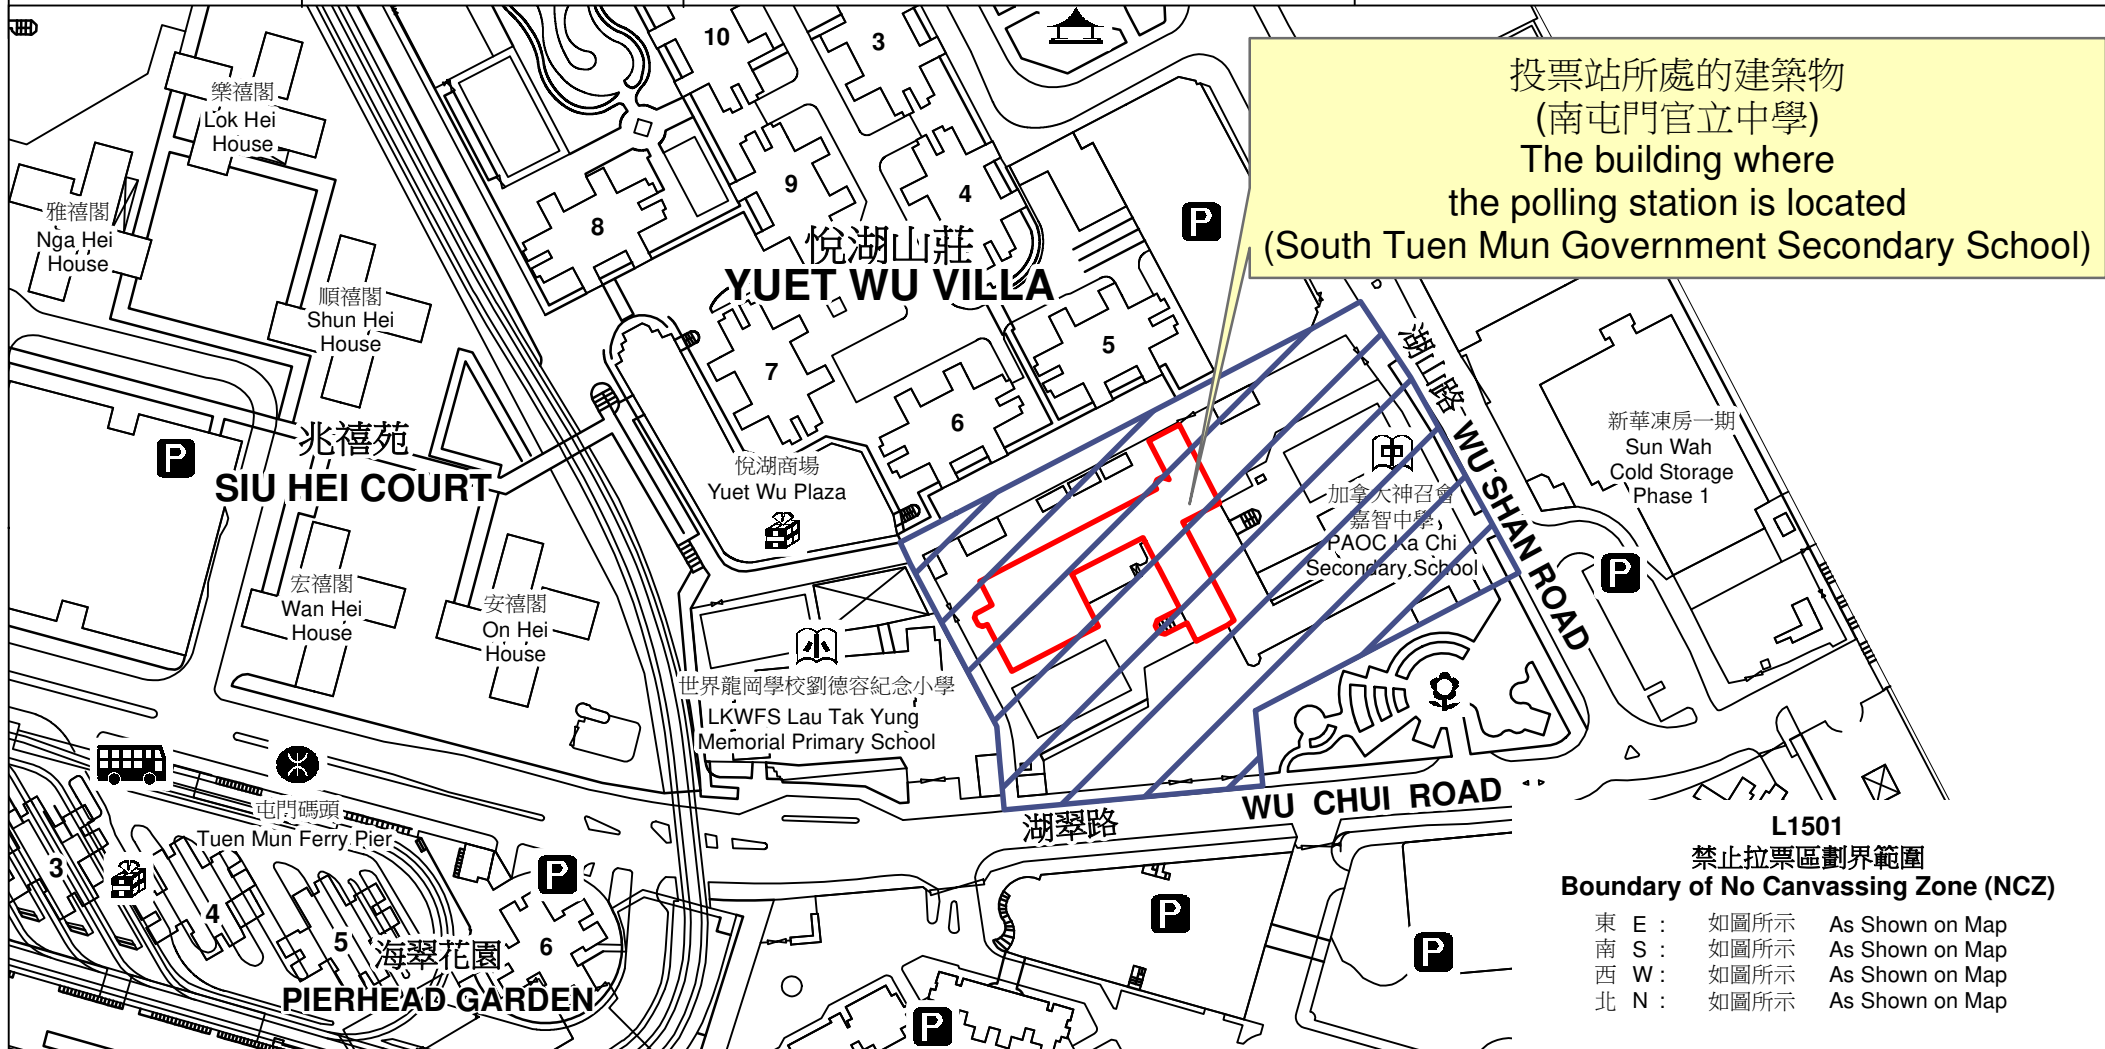 投票站所處的建築物
(南屯門官立中學)
The building where
the polling station is located
(South Tuen Mun Government Secondary School)
樂禧閣
Lok Hei
House
雅禧閣
Nga Hei
House
順禧閣
Shun Hei
House
兆禧苑
SIU HEI COURT
宏禧閣
Wan Hei
House
安禧閣
On Hei
House
10
3
9
4
8
悅湖山莊
YUET WU VILLA
7
5
6
悅湖商場
Yuet Wu Plaza
P
P
湖山路 WU SHAN ROAD
中
加拿大神召會
嘉智中學
PAOC Ka Chi
Secondary School
新華凍房一期
Sun Wah
Cold Storage
Phase 1
P
小
世界龍岡學校劉德容紀念小學
LKWFS Lau Tak Yung
Memorial Primary School
屯門碼頭
Tuen Mun Ferry Pier
湖翠路
WU CHUI ROAD
3
4
5
6
P
海翠花園
PIERHEAD GARDEN
P
P
P
L1501
禁止拉票區劃界範圍
Boundary of No Canvassing Zone (NCZ)
東 E : 如圖所示 As Shown on Map
南 S : 如圖所示 As Shown on Map
西 W : 如圖所示 As Shown on Map
北 N : 如圖所示 As Shown on Map